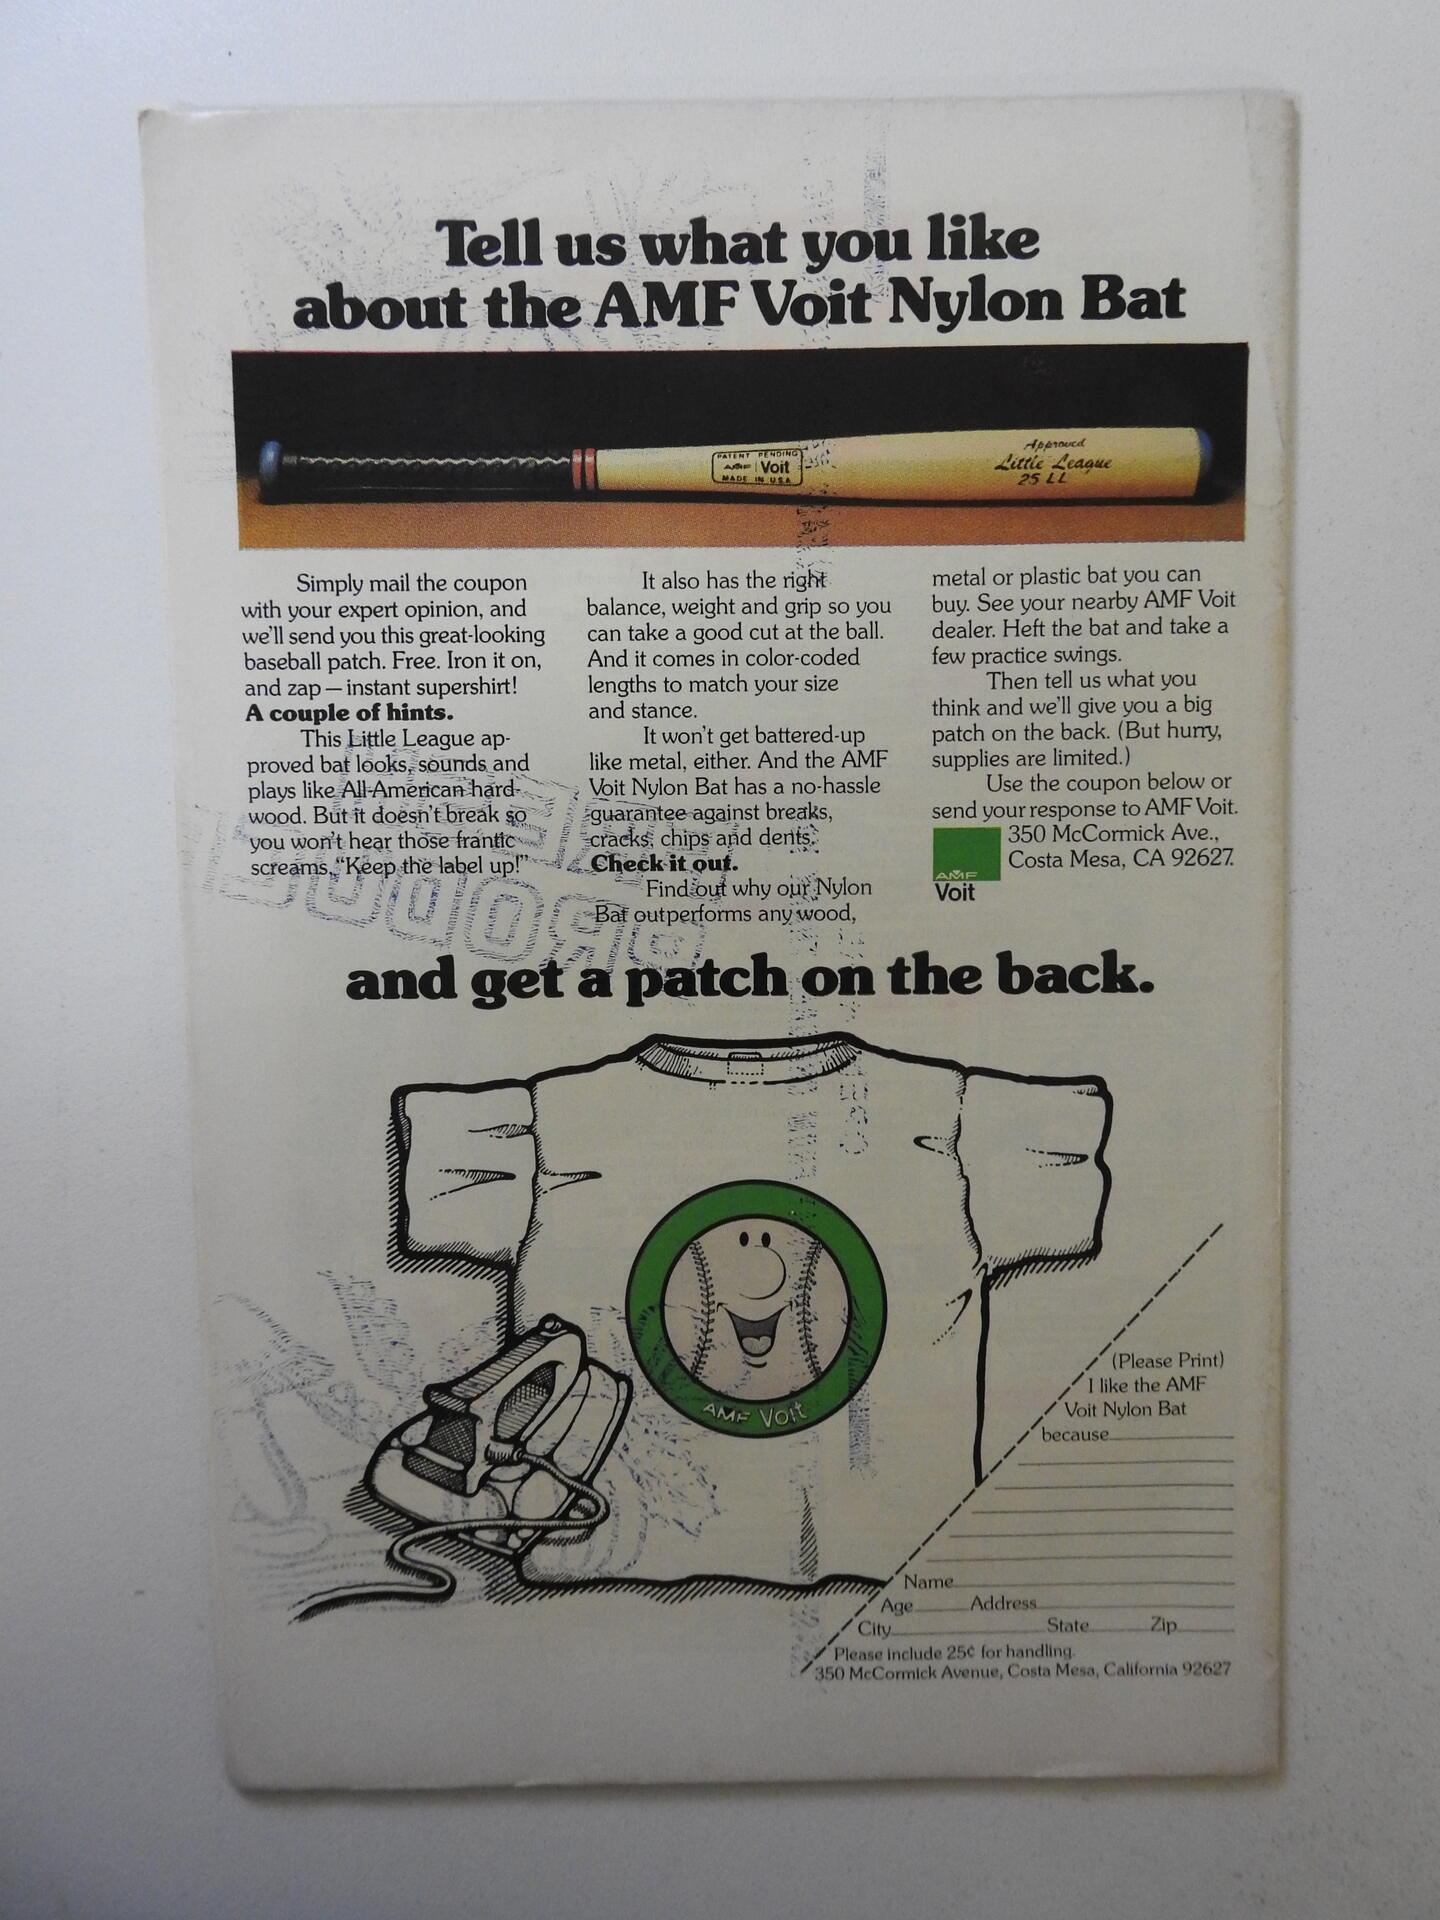 Tell us what you like
about the AMF Voit Nylon Bat
PATENT PENDING
AMF Voit
MADE IN U.S.A.
Approved
Little League
25 LL
Simply mail the coupon
with your expert opinion, and
we'll send you this great-looking
baseball patch. Free. Iron it on,
and zap — instant supershirt!
A couple of hints.
This Little League ap-
proved bat looks, sounds and
plays like All-American hard-
wood. But it doesn't break so
you won't hear those frantic
screams, "Keep the label up!"
It also has the right
balance, weight and grip so you
can take a good cut at the ball.
And it comes in color-coded
lengths to match your size
and stance.
It won't get battered-up
like metal, either. And the AMF
Voit Nylon Bat has a no-hassle
guarantee against breaks,
cracks, chips and dents.
Check it out.
Find out why our Nylon
Bat outperforms any wood,
metal or plastic bat you can
buy. See your nearby AMF Voit
dealer. Heft the bat and take a
few practice swings.
Then tell us what you
think and we'll give you a big
patch on the back. (But hurry,
supplies are limited.)
Use the coupon below or
send your response to AMF Voit.
350 McCormick Ave.,
Costa Mesa, CA 92627.
AMF
Voit
and get a patch on the back.
AMF Voit
(Please Print)
I like the AMF
Voit Nylon Bat
because
Name
Age Address
City State Zip
Please include 25¢ for handling.
350 McCormick Avenue, Costa Mesa, California 92627